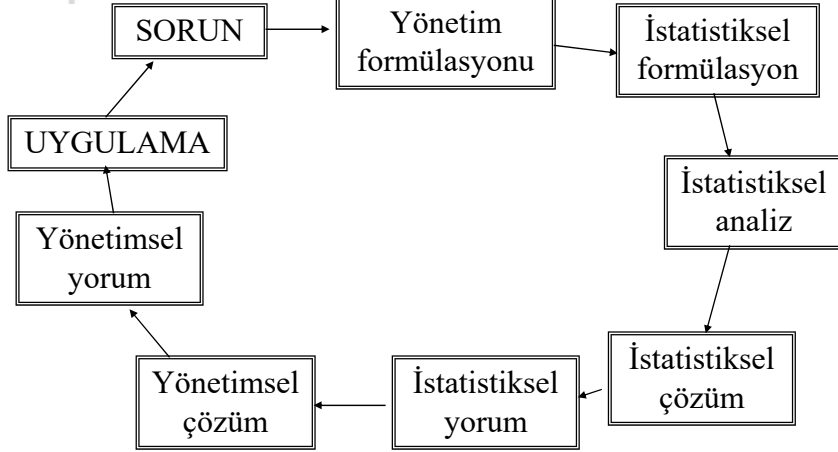 SORUN
Yönetim
formülasyonu
İstatistiksel
formülasyon
İstatistiksel
analiz
İstatistiksel
çözüm
İstatistiksel
yorum
Yönetimsel
çözüm
Yönetimsel
yorum
UYGULAMA